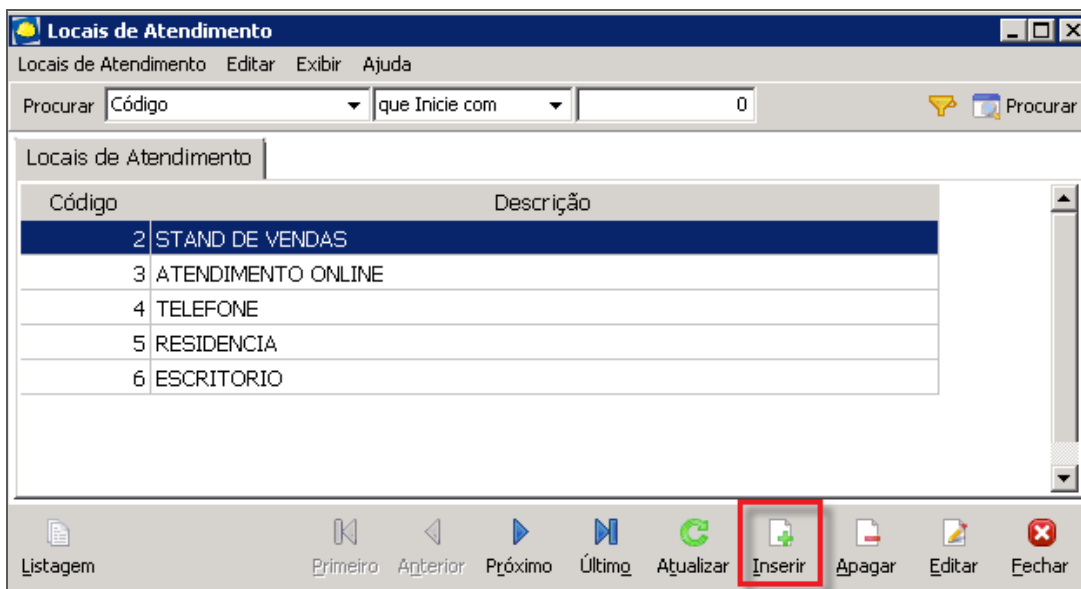 Locais de Atendimento
Locais de Atendimento Editar Exibir Ajuda
Procurar Código que Inicie com 0 Procurar
Locais de Atendimento
Código Descrição
2 STAND DE VENDAS
3 ATENDIMENTO ONLINE
4 TELEFONE
5 RESIDENCIA
6 ESCRITORIO
Listagem Primeiro Anterior Próximo Último Atualizar Inserir Apagar Editar Fechar